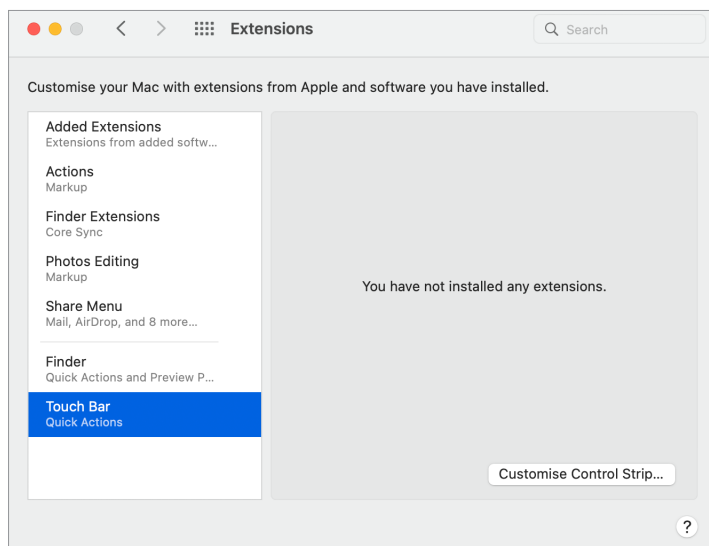 Extensions
Search
Customise your Mac with extensions from Apple and software you have installed.
Added Extensions
Extensions from added softw...
Actions
Markup
Finder Extensions
Core Sync
Photos Editing
Markup
Share Menu
Mail, AirDrop, and 8 more...
Finder
Quick Actions and Preview P...
Touch Bar
Quick Actions
You have not installed any extensions.
Customise Control Strip...
?